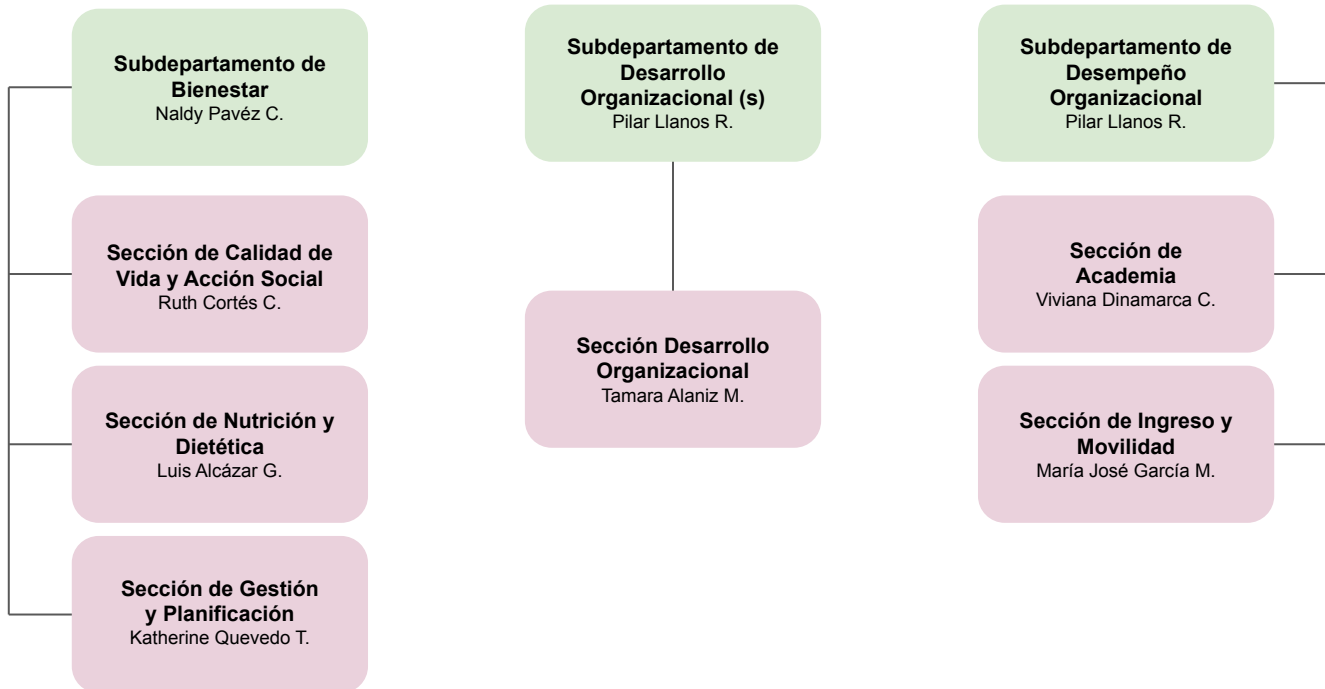 Subdepartamento de
Bienestar
Naldy Pavéz C.
Sección de Calidad de
Vida y Acción Social
Ruth Cortés C.
Sección de Nutrición y
Dietética
Luis Alcázar G.
Sección de Gestión
y Planificación
Katherine Quevedo T.
Subdepartamento de
Desarrollo
Organizacional (s)
Pilar Llanos R.
Sección Desarrollo
Organizacional
Tamara Alaniz M.
Subdepartamento de
Desempeño
Organizacional
Pilar Llanos R.
Sección de
Academia
Viviana Dinamarca C.
Sección de Ingreso y
Movilidad
María José García M.